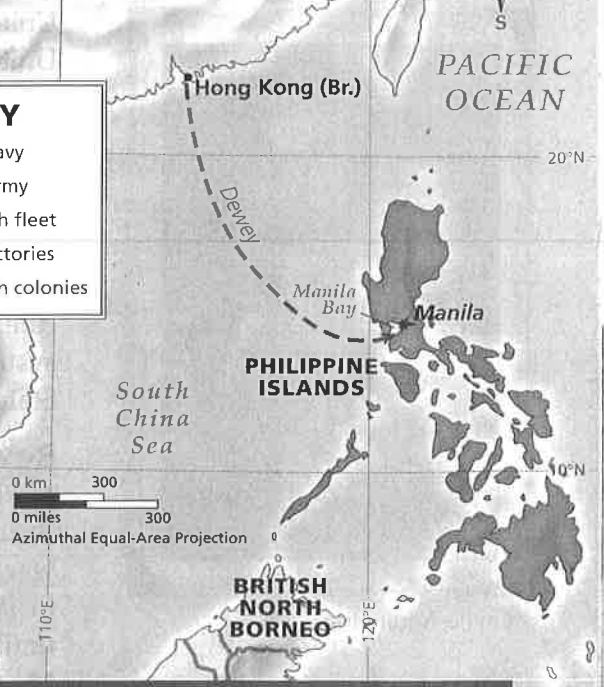 S
PACIFIC
OCEAN
Hong Kong (Br.)
Y
avy
rmy
h fleet
ctories
n colonies
20°N
Dewey
Manila
Bay
Manila
PHILIPPINE
ISLANDS
South
China
Sea
10°N
0 km 300
0 miles 300
Azimuthal Equal-Area Projection
BRITISH
NORTH
BORNEO
110°E
120°E